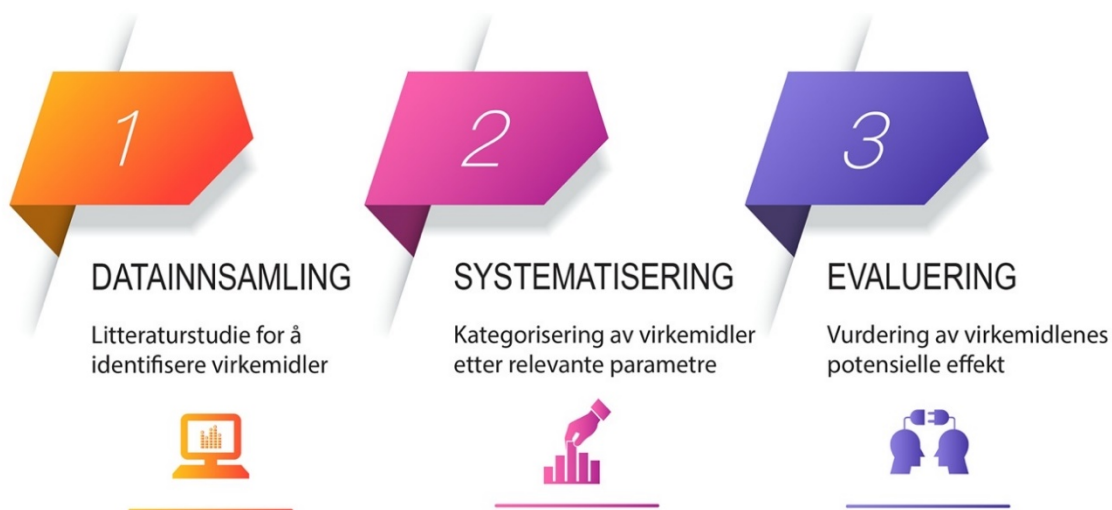 1
DATAINNSAMLING
Litteraturstudie for å
identifisere virkemidler
2
SYSTEMATISERING
Kategorisering av virkemidler
etter relevante parametre
3
EVALUERING
Vurdering av virkemidlenes
potensielle effekt